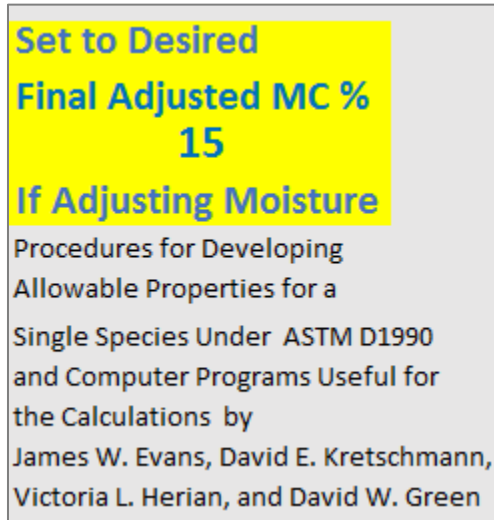 Set to Desired
Final Adjusted MC %
15
If Adjusting Moisture
Procedures for Developing
Allowable Properties for a
Single Species Under ASTM D1990
and Computer Programs Useful for
the Calculations by
James W. Evans, David E. Kretschmann,
Victoria L. Herian, and David W. Green